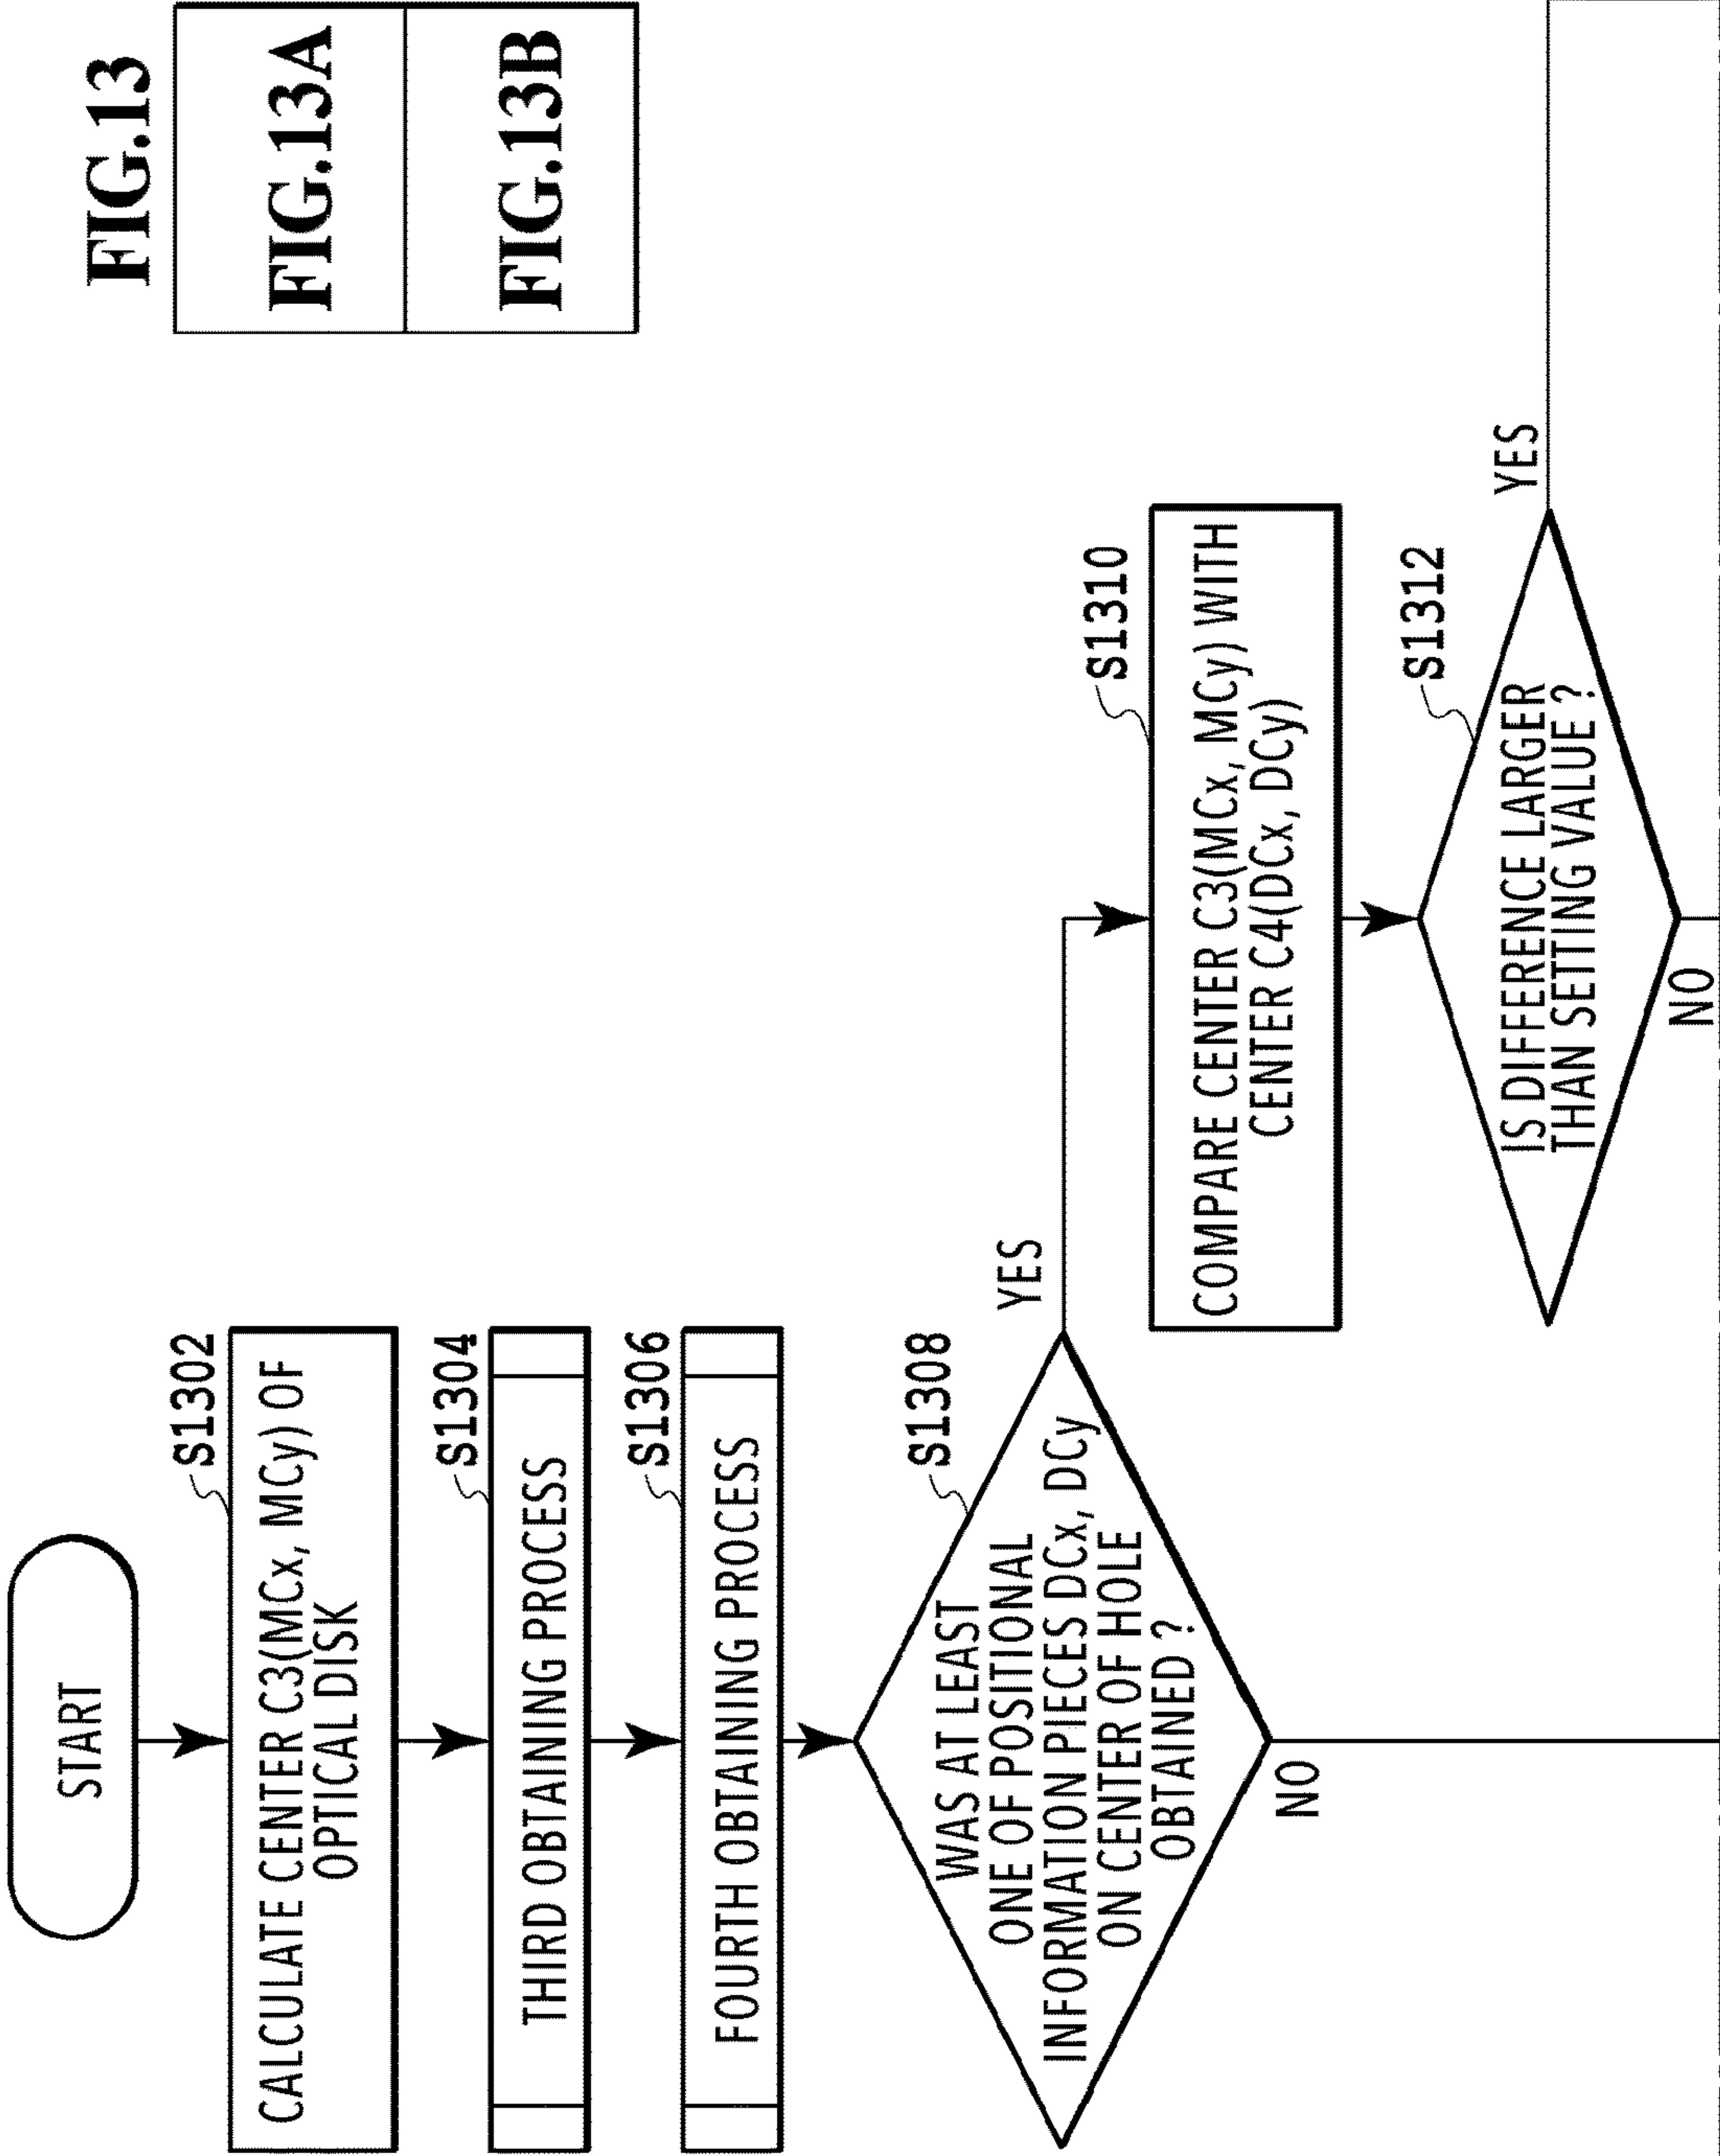 FIG.13
FIG.13A
FIG.13B
START
S1302
CALCULATE CENTER C3(MCx, MCy) OF
OPTICAL DISK
S1304
THIRD OBTAINING PROCESS
S1306
FOURTH OBTAINING PROCESS
S1308
WAS AT LEAST
ONE OF POSITIONAL
INFORMATION PIECES DCx, DCy
ON CENTER OF HOLE
OBTAINED ?
YES
NO
S1310
COMPARE CENTER C3(MCx, MCy) WITH
CENTER C4(DCx, DCy)
S1312
IS DIFFERENCE LARGER
THAN SETTING VALUE ?
YES
NO